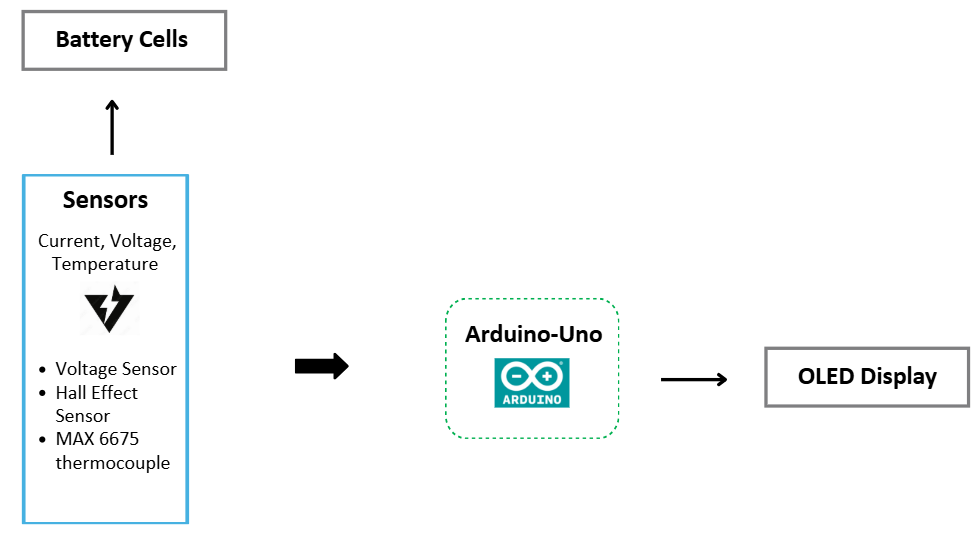 Battery Cells
Sensors
Current, Voltage,
Temperature
• Voltage Sensor
• Hall Effect
Sensor
• MAX 6675
thermocouple
Arduino-Uno
ARDUINO
OLED Display